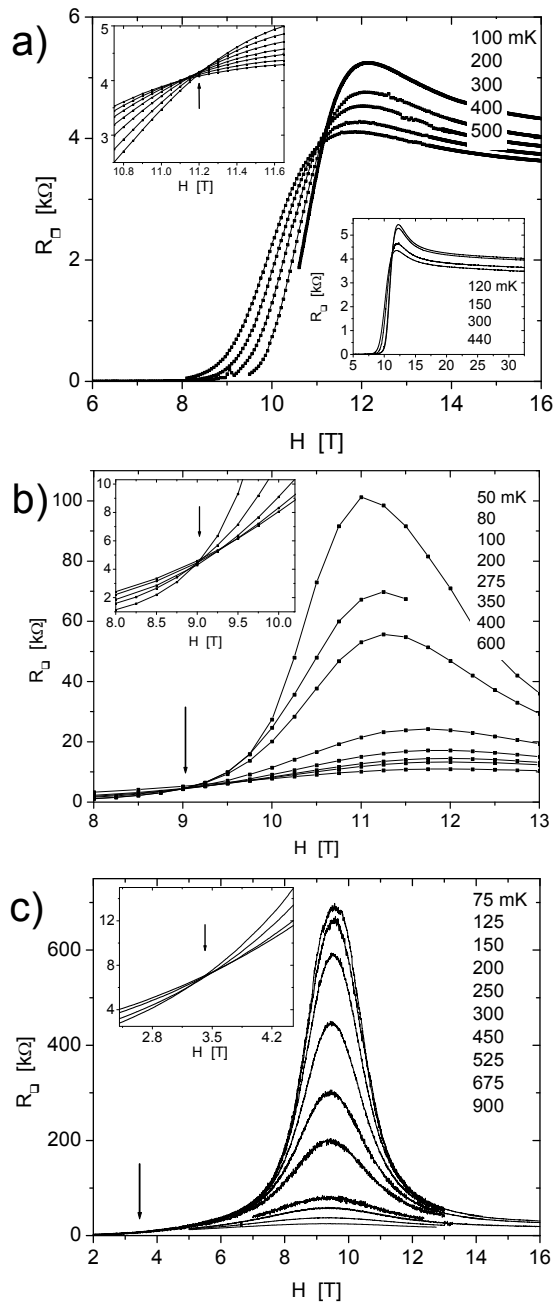 a)
5
4
3
10.8 11.0 11.2 11.4 11.6
H [T]
100 mK
200
300
400
500
6
4
2
0
R□ [kΩ]
5
4
3
2
1
0
R□ [kΩ]
120 mK
150
300
440
5 10 15 20 25 30
H [T]
6 8 10 12 14 16
H [T]
b)
10
8
6
4
2
8.0 8.5 9.0 9.5 10.0
H [T]
50 mK
80
100
200
275
350
400
600
100
80
60
40
20
0
R□ [kΩ]
8 9 10 11 12 13
H [T]
c)
12
8
4
2.8 3.5 4.2
H [T]
75 mK
125
150
200
250
300
450
525
675
900
600
400
200
0
R□ [kΩ]
2 4 6 8 10 12 14 16
H [T]